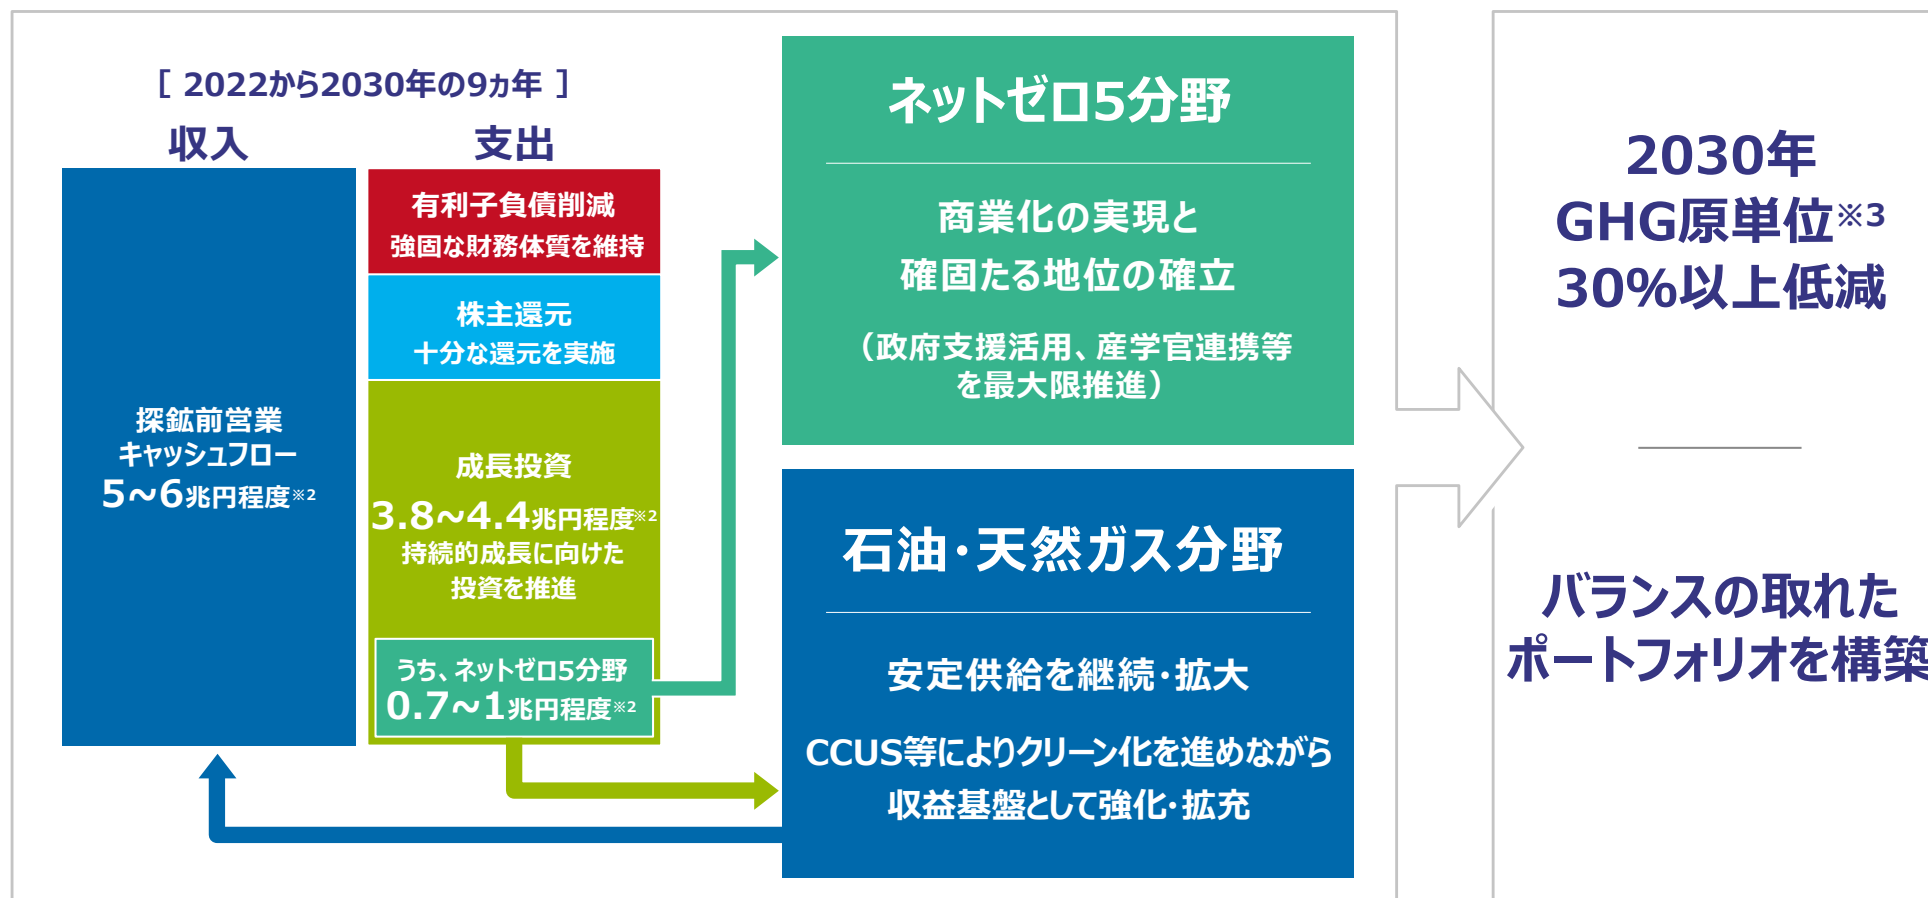 [ 2022から2030年の9ヵ年 ]
収入
支出
探鉱前営業
キャッシュフロー
5~6兆円程度※2
有利子負債削減
強固な財務体質を維持
株主還元
十分な還元を実施
成長投資
3.8~4.4兆円程度※2
持続的成長に向けた
投資を推進
うち、ネットゼロ5分野
0.7~1兆円程度※2
ネットゼロ5分野
商業化の実現と
確固たる地位の確立
（政府支援活用、産学官連携等
を最大限推進）
石油・天然ガス分野
安定供給を継続・拡大
CCUS等によりクリーン化を進めながら
収益基盤として強化・拡充
2030年
GHG原単位※3
30%以上低減
バランスの取れた
ポートフォリオを構築